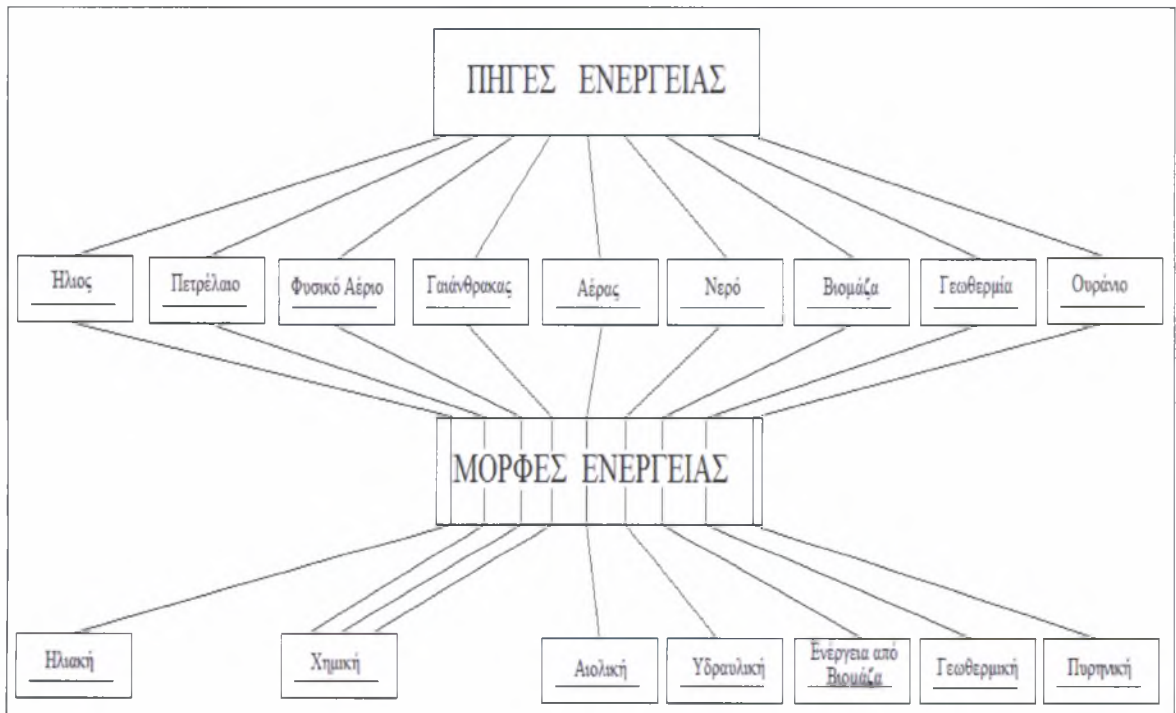 ΠΗΓΕΣ ΕΝΕΡΓΕΙΑΣ
Ήλιος
Πετρέλαιο
Φυσικό Αέριο
Γαιάνθρακας
Αέρας
Νερό
Βιομάζα
Γεωθερμία
Ουράνιο
ΜΟΡΦΕΣ ΕΝΕΡΓΕΙΑΣ
Ηλιακή
Χημική
Αιολική
Υδραυλική
Ενέργεια από
Βιομάζα
Γεωθερμική
Πυρηνική